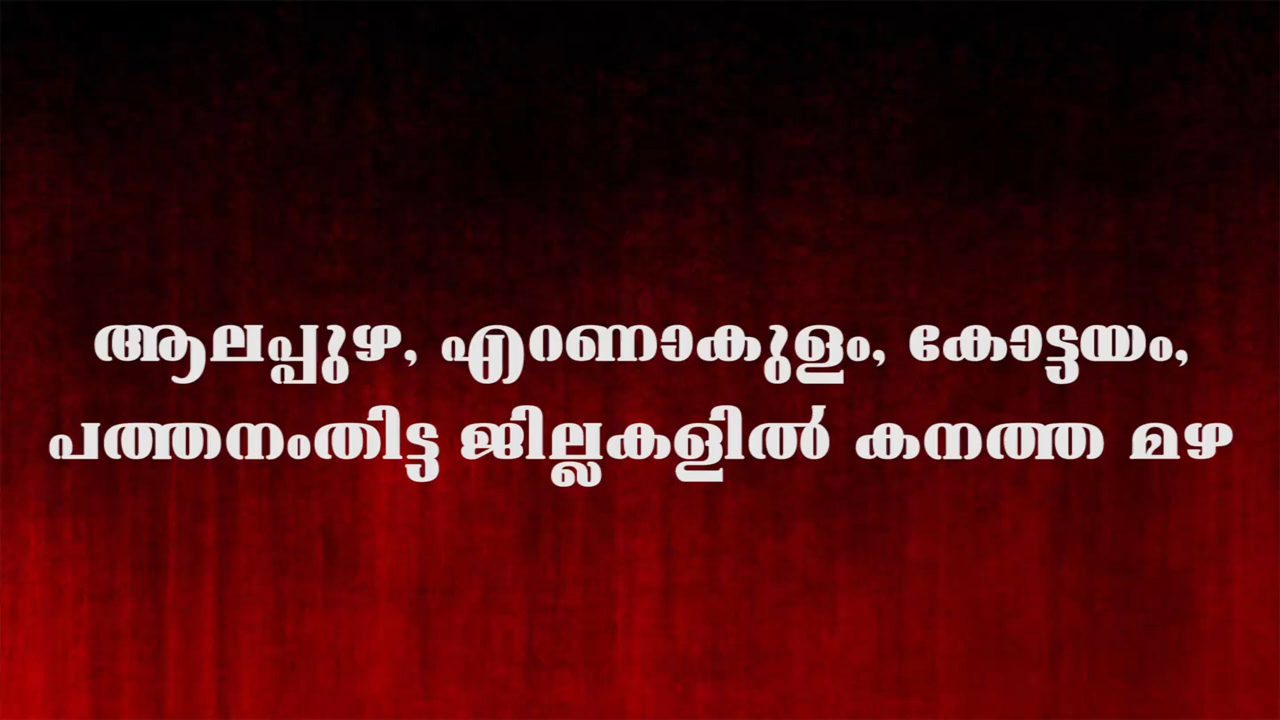 ആലപ്പുഴ, എറണാകുളം, കോട്ടയം,
പത്തനംതിട്ട ജില്ലകളിൽ കനത്ത മഴ